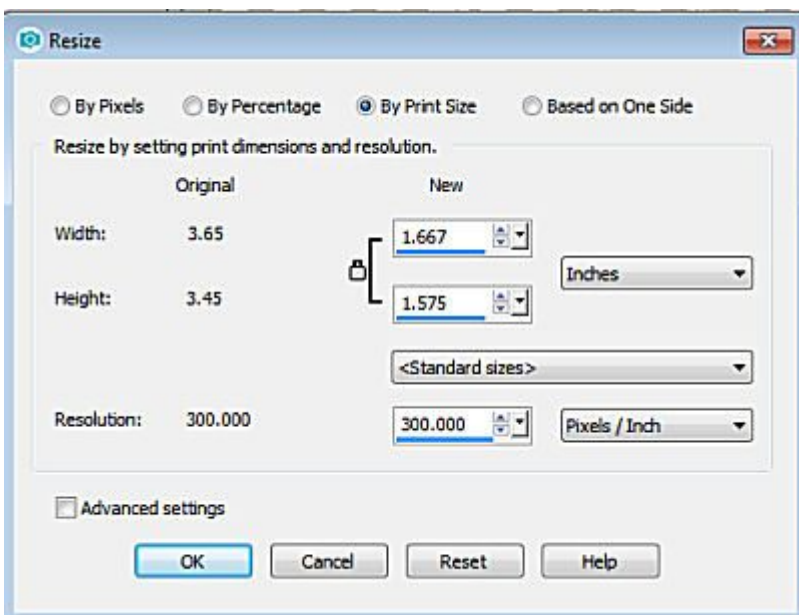 Resize
By Pixels By Percentage By Print Size Based on One Side
Resize by setting print dimensions and resolution.
Original New
Width: 3.65 1.667
Inches
Height: 3.45 1.575
<Standard sizes>
Resolution: 300.000 300.000 Pixels / Inch
Advanced settings
OK Cancel Reset Help